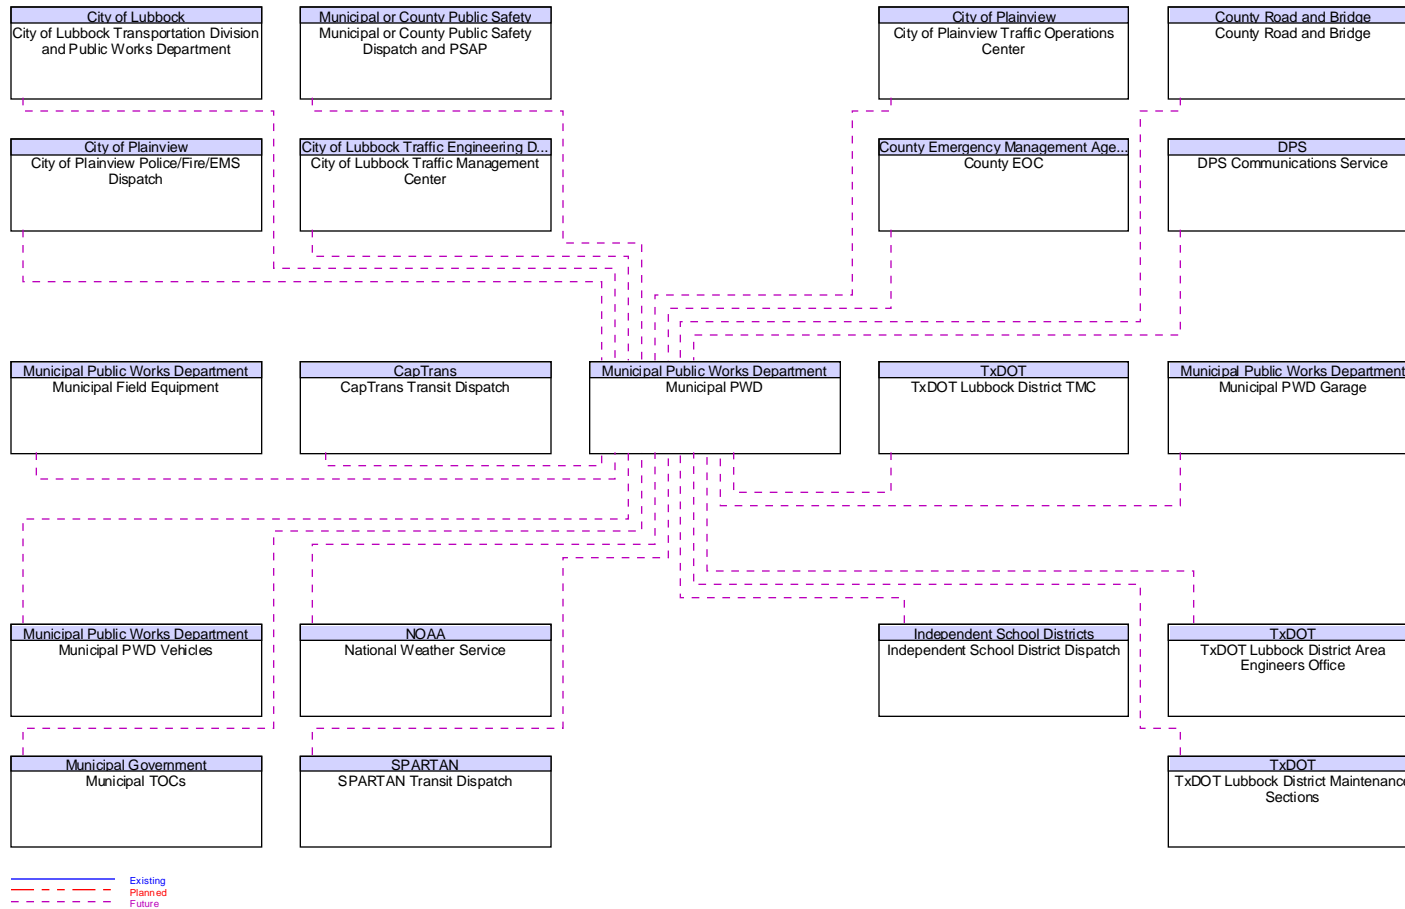 City of Lubbock
City of Lubbock Transportation Division
and Public Works Department
Municipal or County Public Safety
Municipal or County Public Safety
Dispatch and PSAP
City of Plainview
City of Plainview Traffic Operations
Center
County Road and Bridge
County Road and Bridge
City of Plainview
City of Plainview Police/Fire/EMS
Dispatch
City of Lubbock Traffic Engineering D...
City of Lubbock Traffic Management
Center
County Emergency Management Age...
County EOC
DPS
DPS Communications Service
Municipal Public Works Department
Municipal Field Equipment
CapTrans
CapTrans Transit Dispatch
Municipal Public Works Department
Municipal PWD
TxDOT
TxDOT Lubbock District TMC
Municipal Public Works Department
Municipal PWD Garage
Municipal Public Works Department
Municipal PWD Vehicles
NOAA
National Weather Service
Independent School Districts
Independent School District Dispatch
TxDOT
TxDOT Lubbock District Area
Engineers Office
Municipal Government
Municipal TOCs
SPARTAN
SPARTAN Transit Dispatch
TxDOT
TxDOT Lubbock District Maintenance
Sections
Existing
Planned
Future